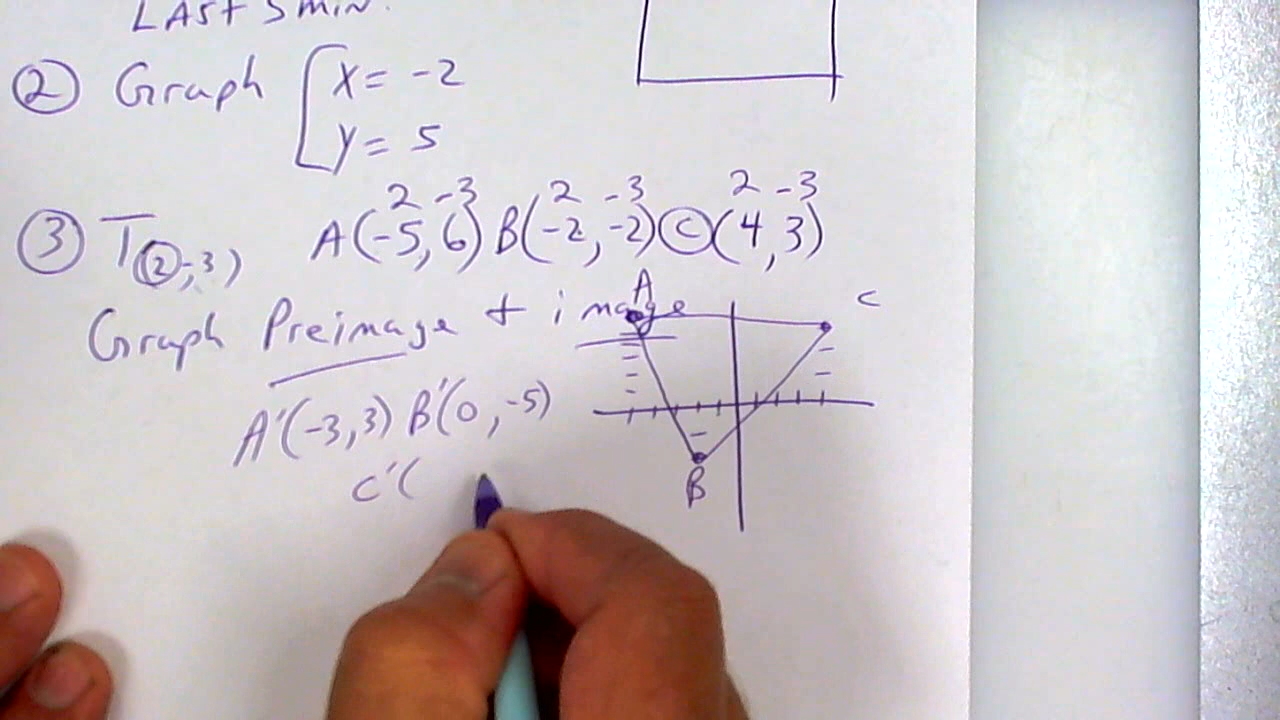 LAST 5 MIN.
② Graph { x = -2
y = 5
2 -3 2 -3 2 -3
③ T(2,-3) A(-5,6) B(-2,-2) C(4,3)
Graph Preimage + image
A'(-3,3) B'(0,-5)
C'(
A
C
B